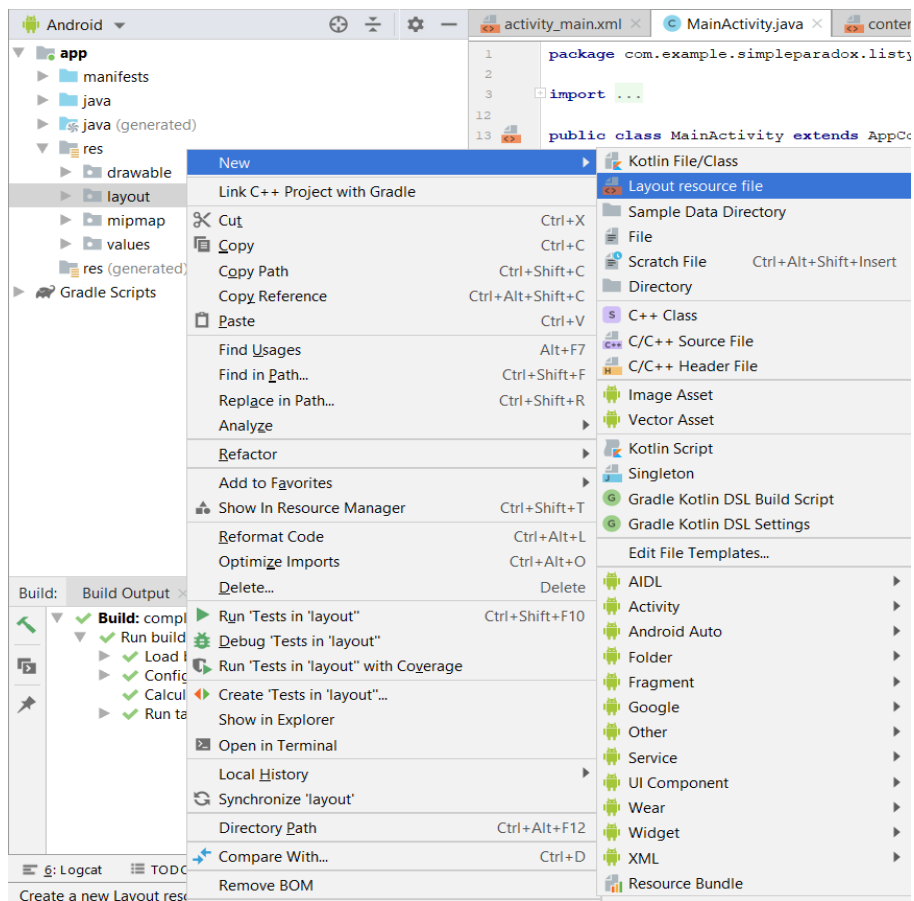 Android
activity_main.xml
MainActivity.java
conter
app
manifests
java
java (generated)
res
drawable
layout
mipmap
values
res (generated)
Gradle Scripts
1 package com.example.simpleparadox.listy
2
3 import ...
12
13 public class MainActivity extends AppCo
New
Link C++ Project with Gradle
Cut Ctrl+X
Copy Ctrl+C
Copy Path Ctrl+Shift+C
Copy Reference Ctrl+Alt+Shift+C
Paste Ctrl+V
Find Usages Alt+F7
Find in Path... Ctrl+Shift+F
Replace in Path... Ctrl+Shift+R
Analyze
Refactor
Add to Favorites
Show In Resource Manager Ctrl+Shift+T
Reformat Code Ctrl+Alt+L
Optimize Imports Ctrl+Alt+O
Delete... Delete
Run 'Tests in 'layout'' Ctrl+Shift+F10
Debug 'Tests in 'layout''
Run 'Tests in 'layout'' with Coverage
Create 'Tests in 'layout''...
Show in Explorer
Open in Terminal
Local History
Synchronize 'layout'
Directory Path Ctrl+Alt+F12
Compare With... Ctrl+D
Remove BOM
Kotlin File/Class
Layout resource file
Sample Data Directory
File
Scratch File Ctrl+Alt+Shift+Insert
Directory
S C++ Class
C++ C/C++ Source File
H C/C++ Header File
Image Asset
Vector Asset
Kotlin Script
Singleton
G Gradle Kotlin DSL Build Script
G Gradle Kotlin DSL Settings
Edit File Templates...
AIDL
Activity
Android Auto
Folder
Fragment
Google
Other
Service
UI Component
Wear
Widget
XML
Resource Bundle
Build: Build Output
Build: compl
Run build
Load b
Config
Calcul
Run ta
6: Logcat TODO
Create a new Layout reso